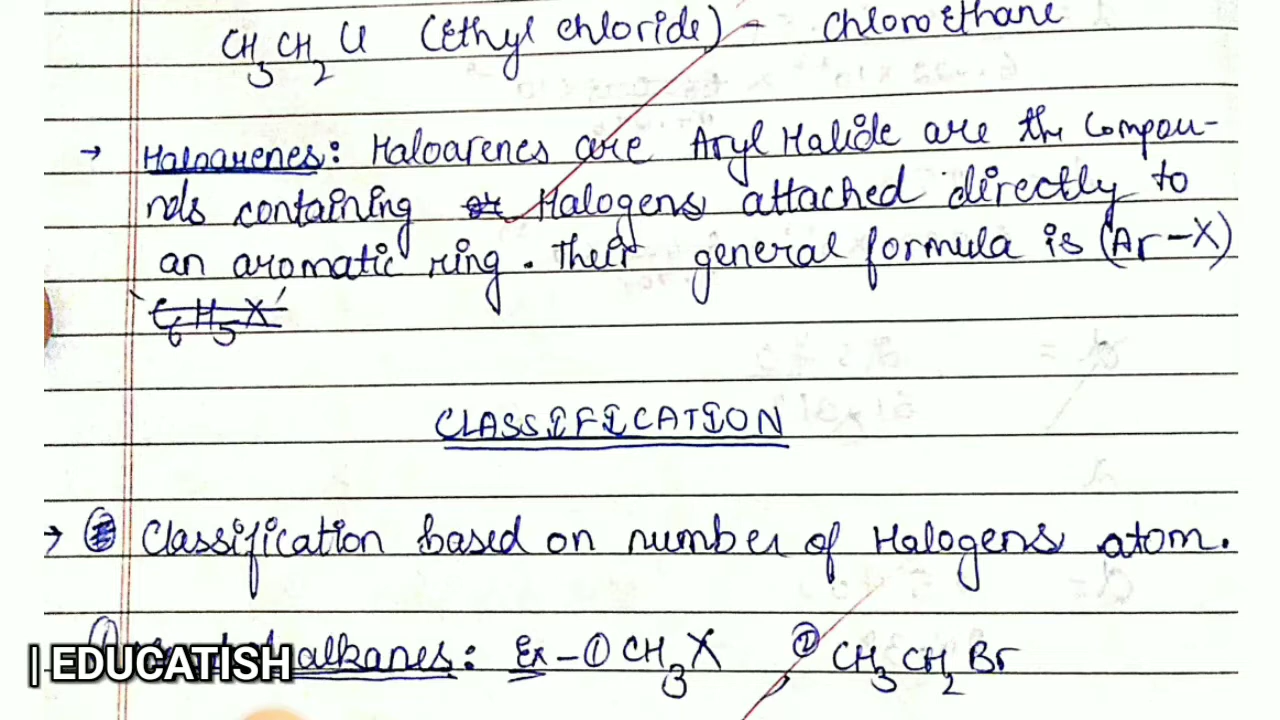 CH3CH2Cl (Ethyl chloride) - Chloroethane
→ Haloarenes: Haloarenes are Aryl Halide are the Compou-
nds containing Halogens attached directly to
an aromatic ring. Their general formula is (Ar-X)
'C6H5X'
CLASSIFICATION
→ Classification based on number of Halogens atom.
① alkanes: Ex - ① CH3X ② CH3CH2Br
| EDUCATISH